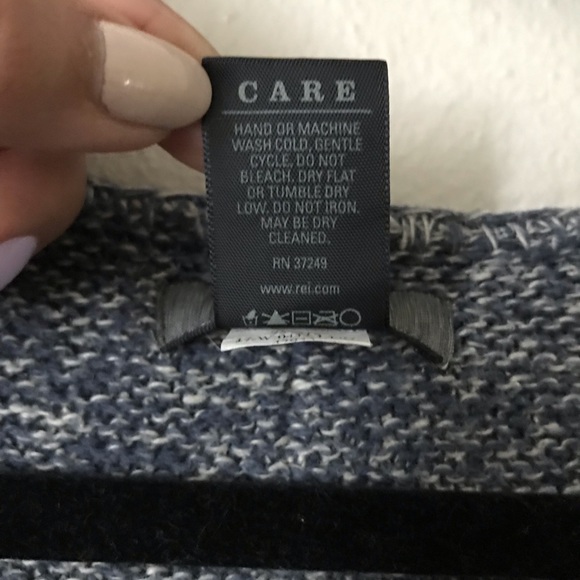 CARE
HAND OR MACHINE
WASH COLD, GENTLE
CYCLE. DO NOT
BLEACH. DRY FLAT
OR TUMBLE DRY
LOW. DO NOT IRON.
MAY BE DRY
CLEANED.
RN 37249
www.rei.com